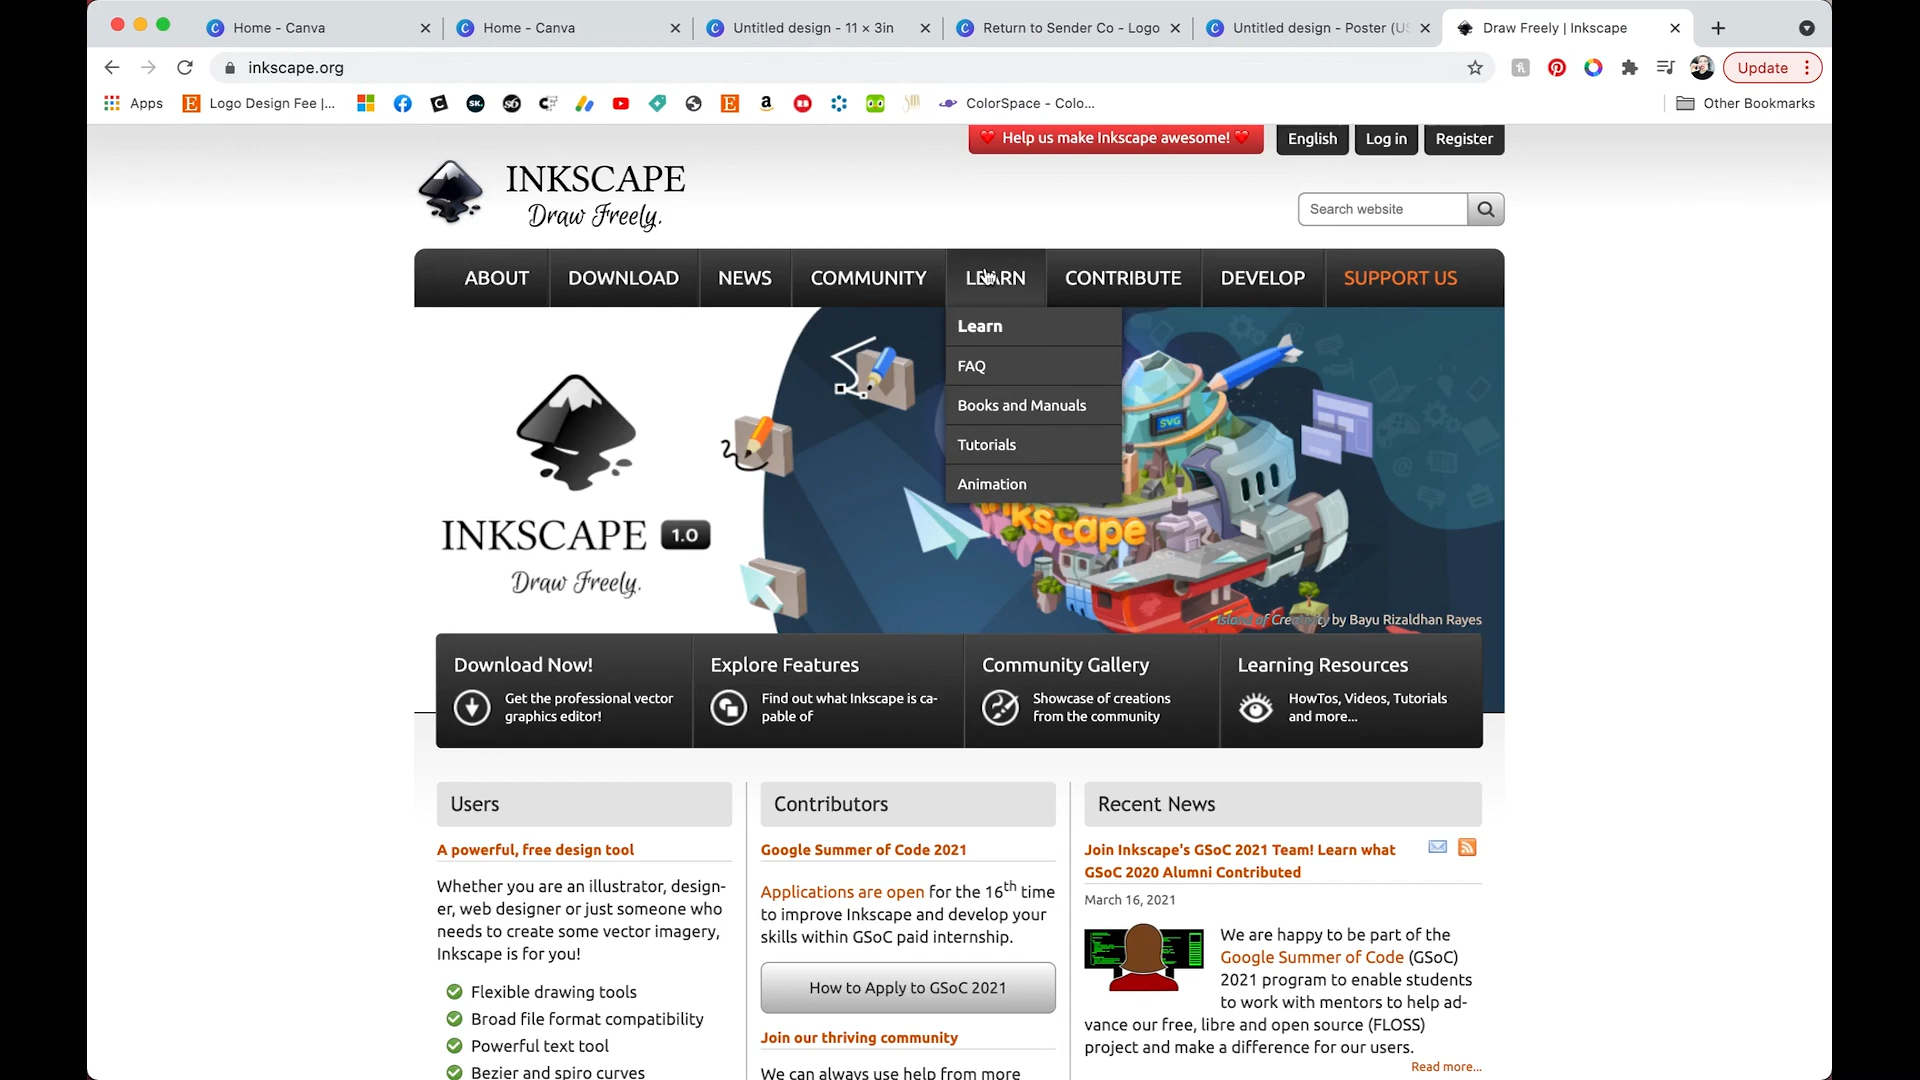 Home - Canva
Home - Canva
Untitled design - 11 × 3in
Return to Sender Co - Logo
Untitled design - Poster (US
Draw Freely | Inkscape
inkscape.org
Update
Apps
Logo Design Fee |...
ColorSpace - Colo...
Other Bookmarks
Help us make Inkscape awesome!
English
Log in
Register
INKSCAPE
Draw Freely.
Search website
ABOUT
DOWNLOAD
NEWS
COMMUNITY
LEARN
CONTRIBUTE
DEVELOP
SUPPORT US
Learn
FAQ
Books and Manuals
Tutorials
Animation
SVG
Inkscape
INKSCAPE 1.0
Draw Freely.
Island of Creativity by Bayu Rizaldhan Rayes
Download Now!
Get the professional vector
graphics editor!
Explore Features
Find out what Inkscape is ca-
pable of
Community Gallery
Showcase of creations
from the community
Learning Resources
HowTos, Videos, Tutorials
and more...
Users
A powerful, free design tool
Whether you are an illustrator, design-
er, web designer or just someone who
needs to create some vector imagery,
Inkscape is for you!
Flexible drawing tools
Broad file format compatibility
Powerful text tool
Bezier and spiro curves
Contributors
Google Summer of Code 2021
Applications are open for the 16th time
to improve Inkscape and develop your
skills within GSoC paid internship.
How to Apply to GSoC 2021
Join our thriving community
We can always use help from more
Recent News
Join Inkscape's GSoC 2021 Team! Learn what
GSoC 2020 Alumni Contributed
March 16, 2021
We are happy to be part of the
Google Summer of Code (GSoC)
2021 program to enable students
to work with mentors to help ad-
vance our free, libre and open source (FLOSS)
project and make a difference for our users.
Read more...